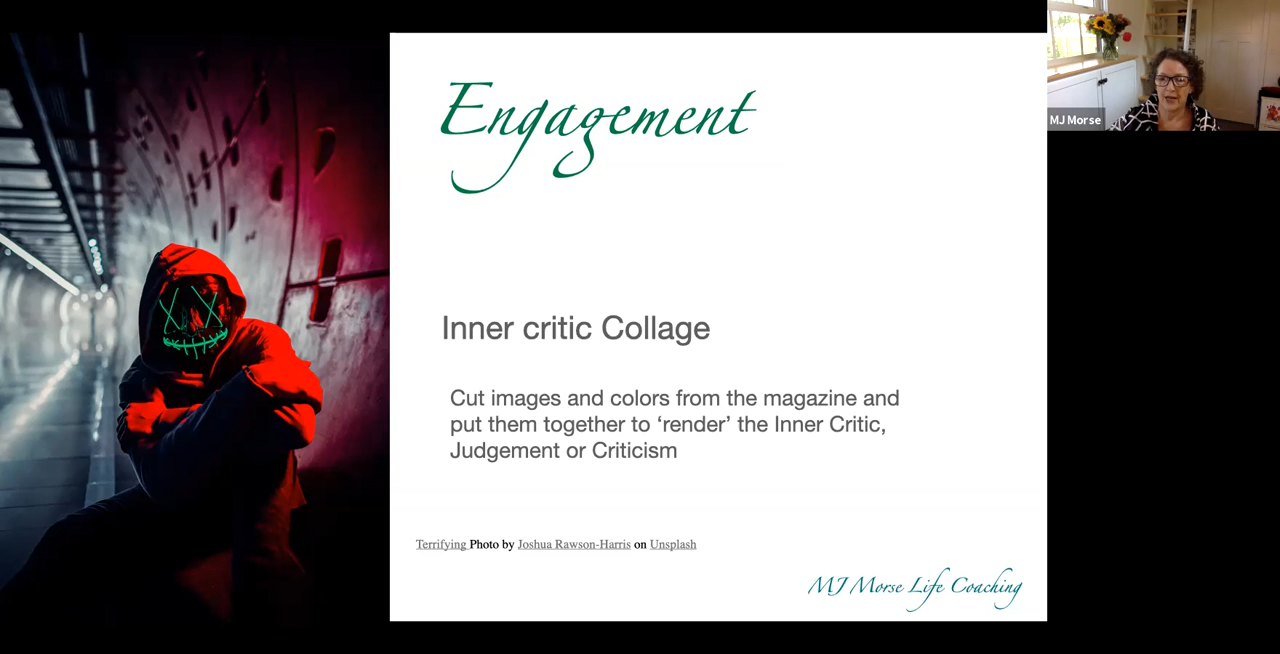 Engagement
MJ Morse
Inner critic Collage
Cut images and colors from the magazine and
put them together to ‘render’ the Inner Critic,
Judgement or Criticism
Terrifying Photo by Joshua Rawson-Harris on Unsplash
MJ Morse Life Coaching